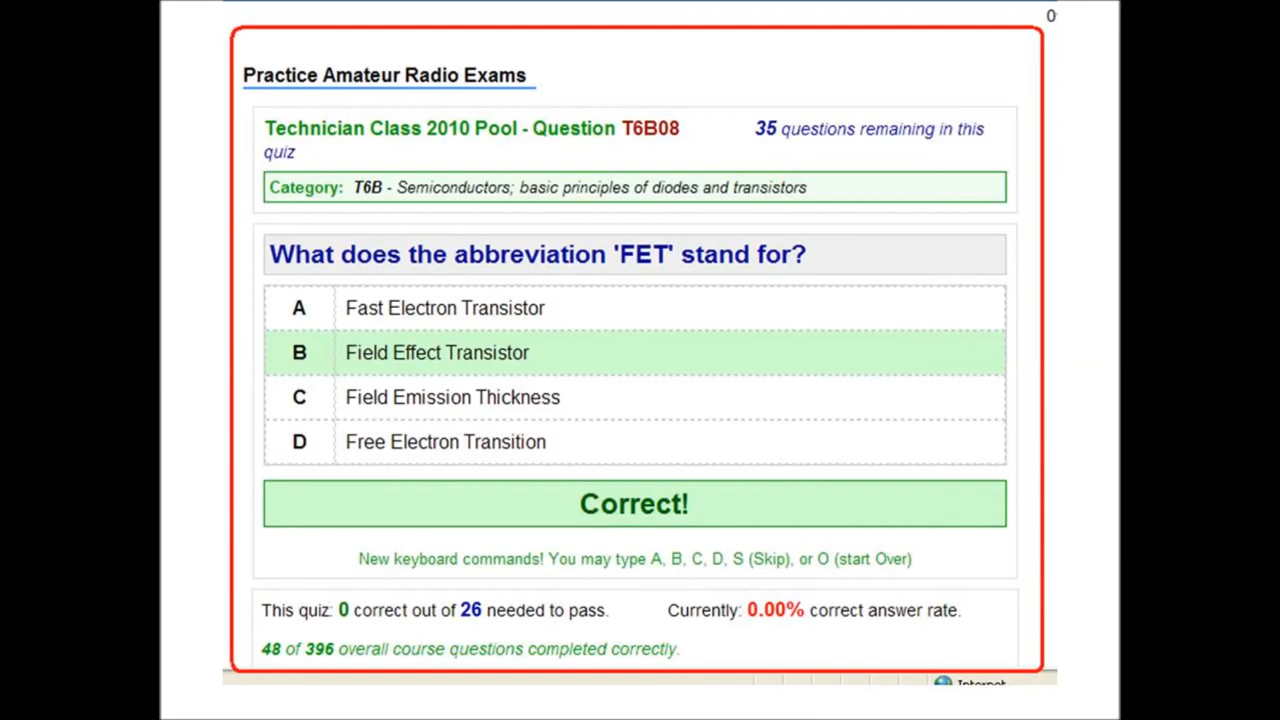 0
Practice Amateur Radio Exams
Technician Class 2010 Pool - Question T6B08 35 questions remaining in this
quiz
Category: T6B - Semiconductors; basic principles of diodes and transistors
What does the abbreviation 'FET' stand for?
A Fast Electron Transistor
B Field Effect Transistor
C Field Emission Thickness
D Free Electron Transition
Correct!
New keyboard commands! You may type A, B, C, D, S (Skip), or O (start Over)
This quiz: 0 correct out of 26 needed to pass. Currently: 0.00% correct answer rate.
48 of 396 overall course questions completed correctly.
Internet